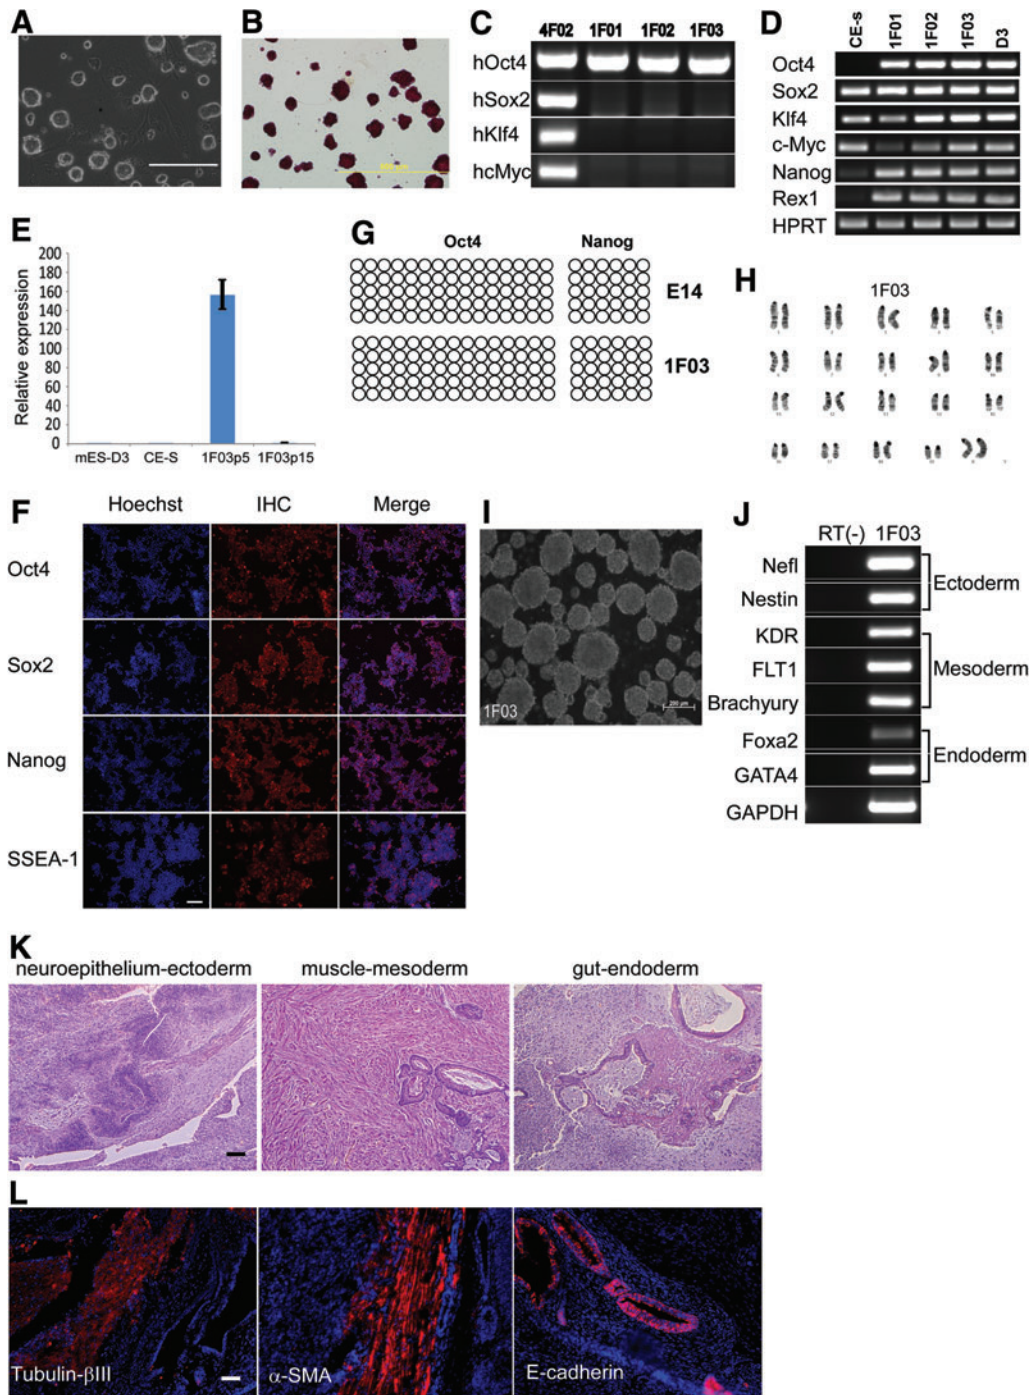 A
B
C
4F02 1F01 1F02 1F03
hOct4
hSox2
hKlf4
hcMyc
D
CE-s 1F01 1F02 1F03 D3
Oct4
Sox2
Klf4
c-Myc
Nanog
Rex1
HPRT
E
Relative expression
200
180
160
140
120
100
80
60
40
20
0
mES-D3 CE-S 1F03p5 1F03p15
G
Oct4 Nanog
E14
1F03
H
1F03
F
Hoechst IHC Merge
Oct4
Sox2
Nanog
SSEA-1
I
1F03
200 µm
J
RT(-) 1F03
Nefl
Nestin
Ectoderm
KDR
FLT1
Brachyury
Mesoderm
Foxa2
GATA4
Endoderm
GAPDH
K
neuroepithelium-ectoderm muscle-mesoderm gut-endoderm
L
Tubulin-βIII
α-SMA
E-cadherin